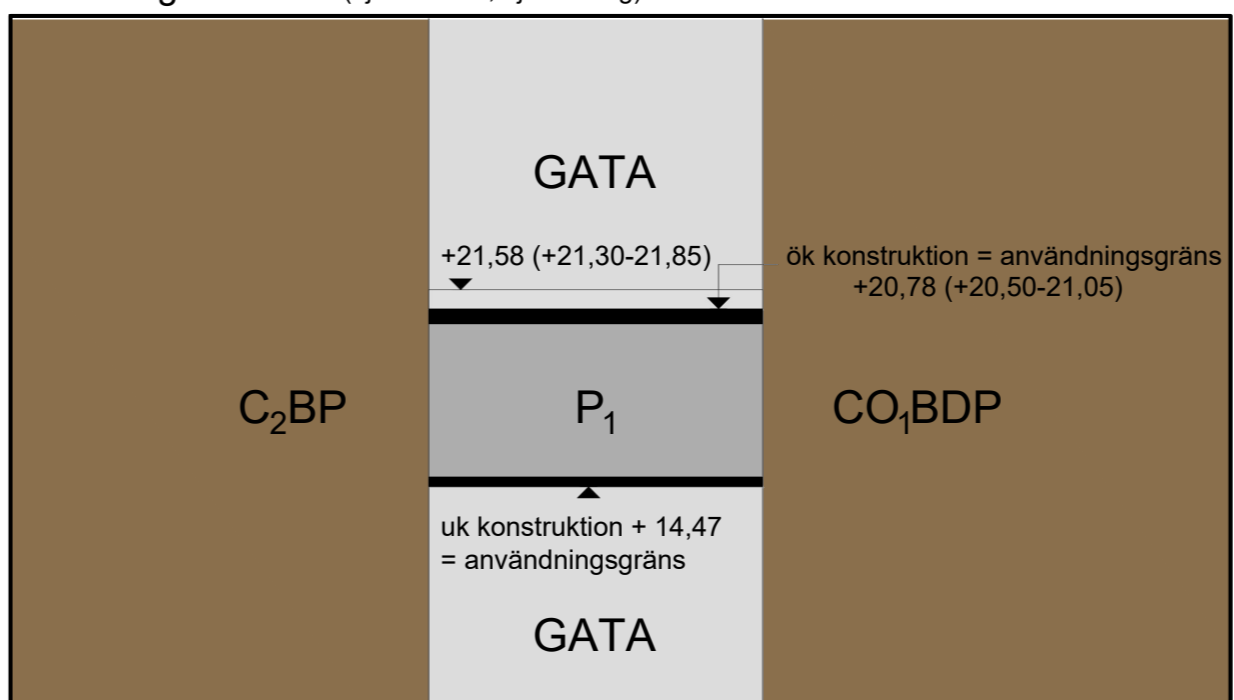 GATA
+21,58 (+21,30-21,85)
ök konstruktion = användningsgräns
+20,78 (+20,50-21,05)
C₂BP
P₁
CO₁BDP
uk konstruktion + 14,47
= användningsgräns
GATA